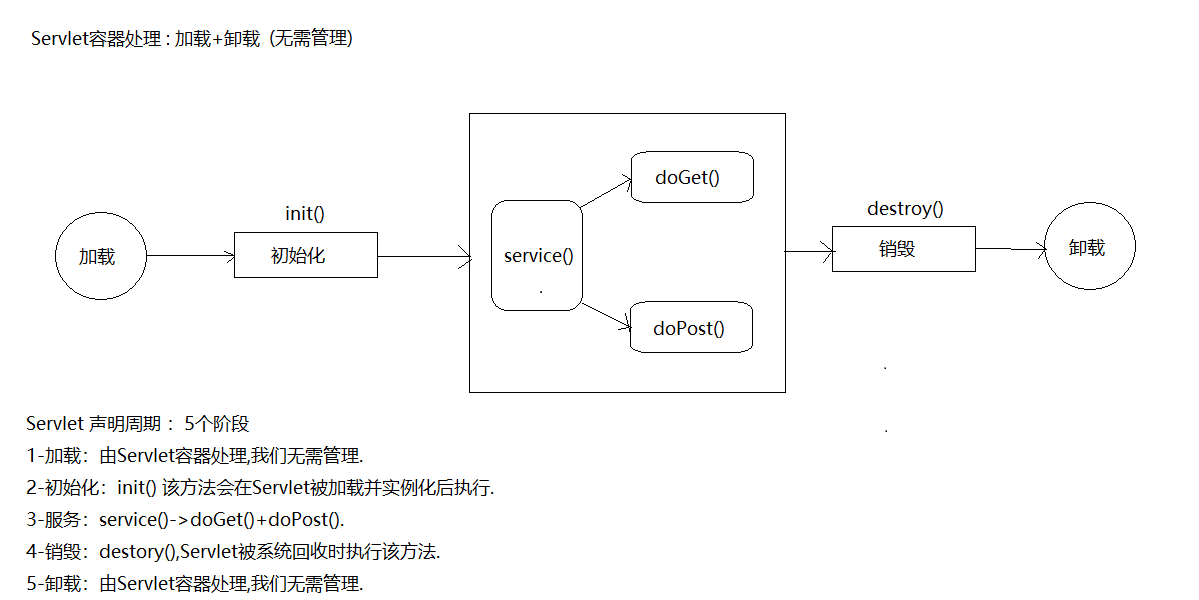 Servlet容器处理 : 加载+卸载  (无需管理)
init()
destroy()
加载
初始化
service()
doGet()
doPost()
销毁
卸载
Servlet 声明周期 ：5个阶段
1-加载：由Servlet容器处理,我们无需管理.
2-初始化：init() 该方法会在Servlet被加载并实例化后执行.
3-服务：service()->doGet()+doPost().
4-销毁：destory(),Servlet被系统回收时执行该方法.
5-卸载：由Servlet容器处理,我们无需管理.